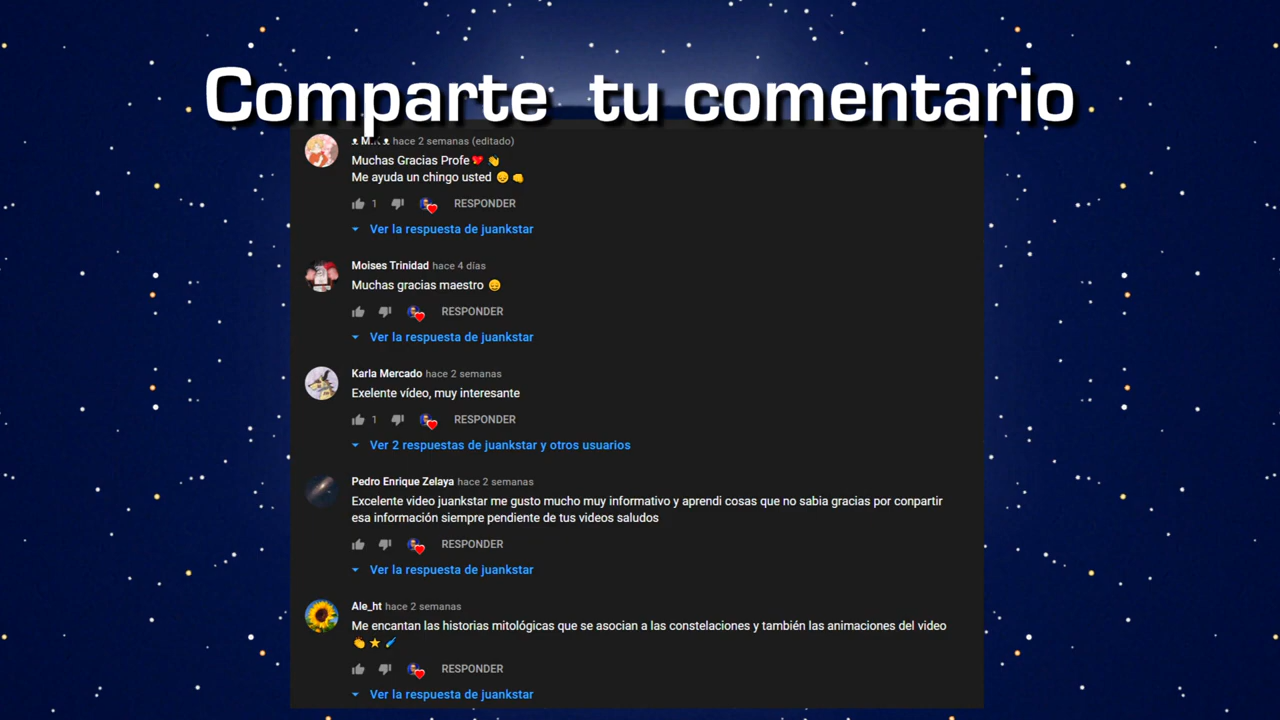 Comparte tu comentario
hace 2 semanas (editado)
Muchas Gracias Profe❤️ 👏
Me ayuda un chingo usted 😄 👊
1 RESPONDER
Ver la respuesta de juankstar
Moises Trinidad hace 4 días
Muchas gracias maestro 😄
RESPONDER
Ver la respuesta de juankstar
Karla Mercado hace 2 semanas
Exelente vídeo, muy interesante
1 RESPONDER
Ver 2 respuestas de juankstar y otros usuarios
Pedro Enrique Zelaya hace 2 semanas
Excelente video juankstar me gusto mucho muy informativo y aprendi cosas que no sabia gracias por conpartir
esa información siempre pendiente de tus videos saludos
RESPONDER
Ver la respuesta de juankstar
Ale_ht hace 2 semanas
Me encantan las historias mitológicas que se asocian a las constelaciones y también las animaciones del video
👏 ⭐ 🖌️
RESPONDER
Ver la respuesta de juankstar